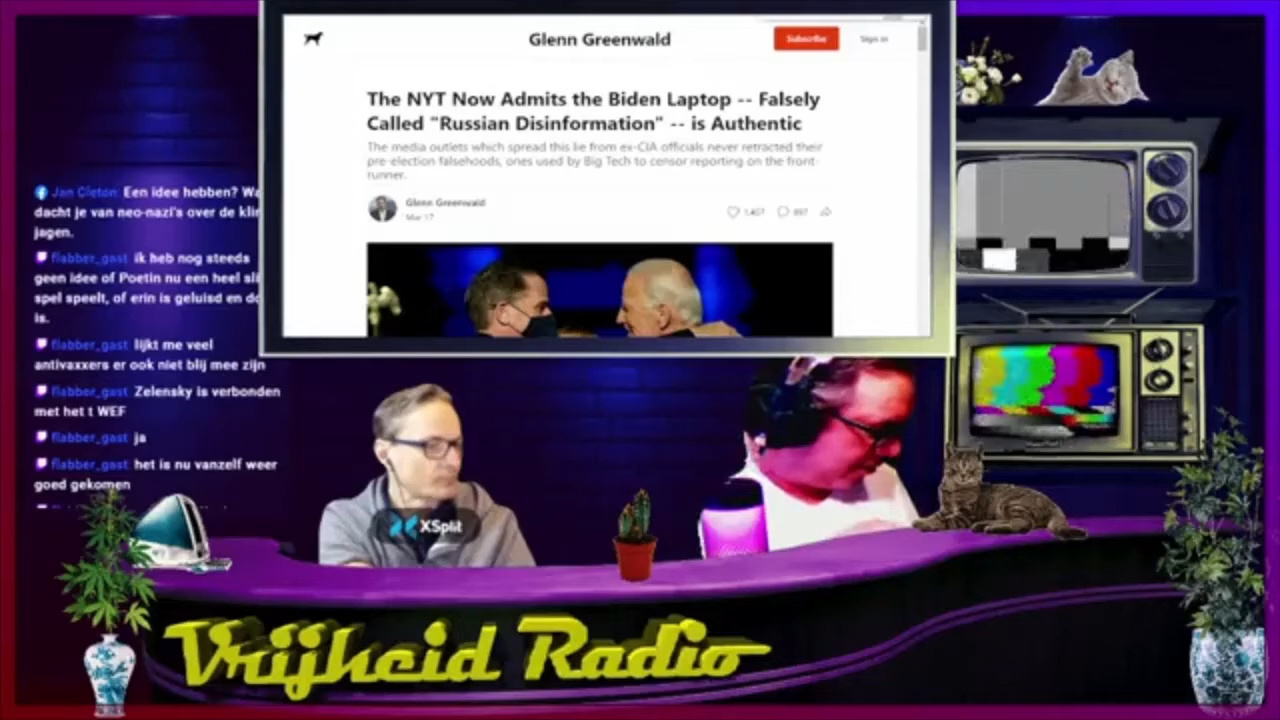 Glenn Greenwald
Subscribe
Sign in
The NYT Now Admits the Biden Laptop -- Falsely
Called "Russian Disinformation" -- is Authentic
The media outlets which spread this lie from ex-CIA officials never retracted their
pre-election falsehoods, ones used by Big Tech to censor reporting on the front-
runner.
Glenn Greenwald
Mar 17
Jan Cleton Een idee hebben?
dacht je van neo-nazi's over de
jagen.
flabber_gast ik heb nog steeds
geen idee of Poetin nu een heel
spel speelt, of erin is geluisd en
is.
flabber_gast lijkt me veel
antivaxxers er ook niet blij mee zijn
flabber_gast Zelensky is verbonden
met het t WEF
flabber_gast ja
flabber_gast het is nu vanzelf weer
goed gekomen
XSplit
Vrijheid Radio